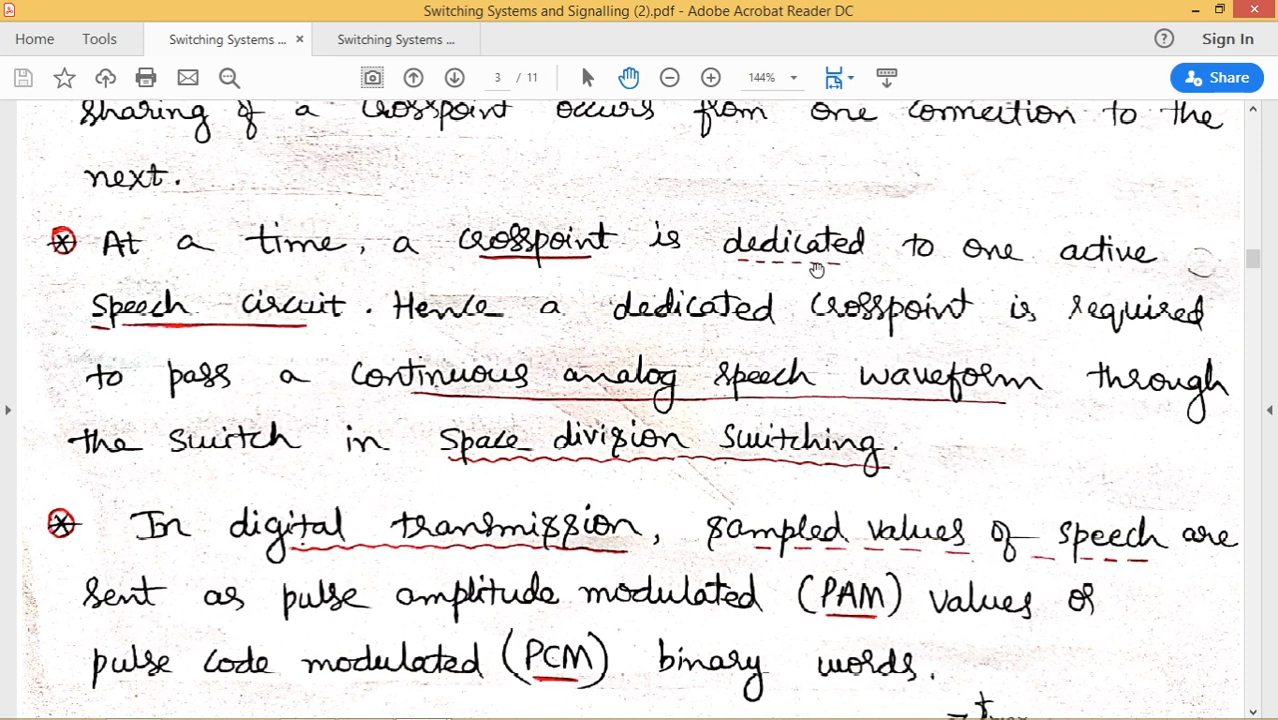 Switching Systems and Signalling (2).pdf - Adobe Acrobat Reader DC
Home Tools Switching Systems ... × Switching Systems ... ? Sign In
3 / 11 144% Share
sharing of a crosspoint occurs from one connection to the
next.
* At a time, a crosspoint is dedicated to one active
speech circuit. Hence a dedicated crosspoint is required
to pass a continuous analog speech waveform through
the switch in space division switching.
* In digital transmission, sampled values of speech are
sent as pulse amplitude modulated (PAM) values or
pulse code modulated (PCM) binary words.